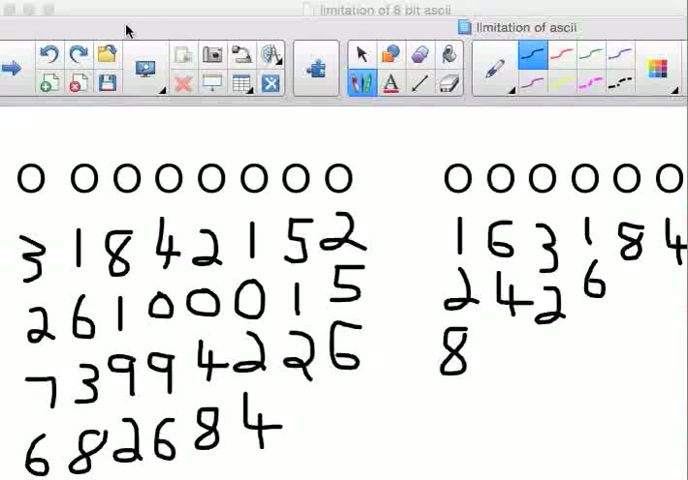 limitation of 8 bit ascii
limitation of ascii
0 0 0 0 0 0 0 0 0 0 0 0 0 0
3 1 8 4 2 1 5 2 1 6 3 1 8 4
2 6 1 0 0 0 1 5 2 4 2 6
7 3 9 9 4 2 2 6 8
6 8 2 6 8 4